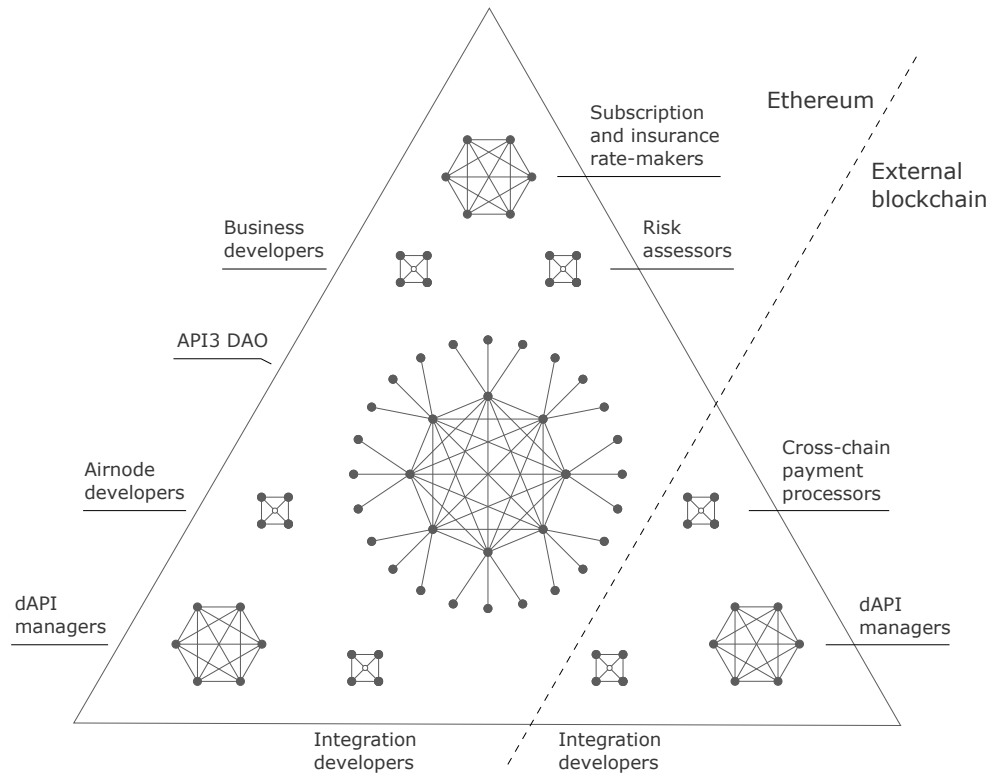 Ethereum
Subscription
and insurance
rate-makers
External
blockchain
Business
developers
Risk
assessors
API3 DAO
Cross-chain
payment
processors
Airnode
developers
dAPI
managers
dAPI
managers
Integration
developers
Integration
developers